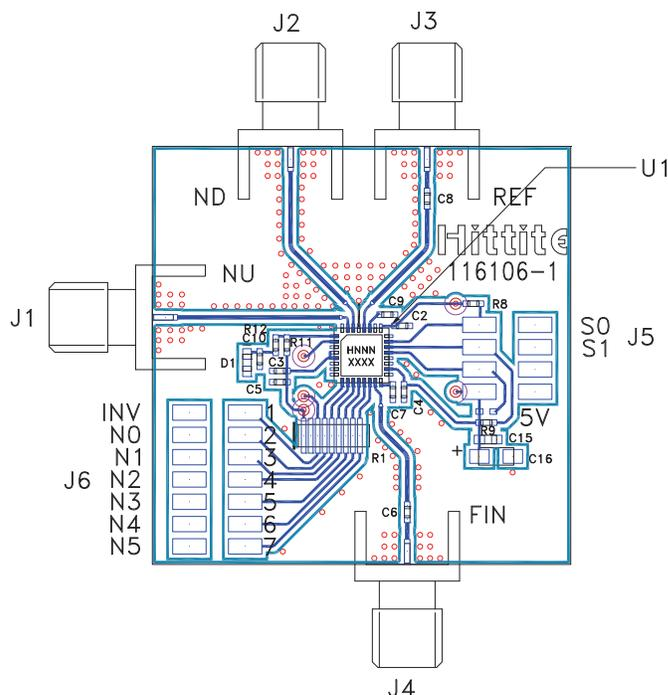 J2
J3
U1
ND
C8
REF
Hittite
116106-1
NU
J1
C9
C2
R8
S0
S1
J5
R12
C10
R11
D1
C3
C5
HNNN
XXXX
C7
C4
5V
R9
C15
+
C16
INV 1
N0 2
N1 3
J6
N2 4
N3 5
N4 6
N5 7
R1
C6
FIN
J4